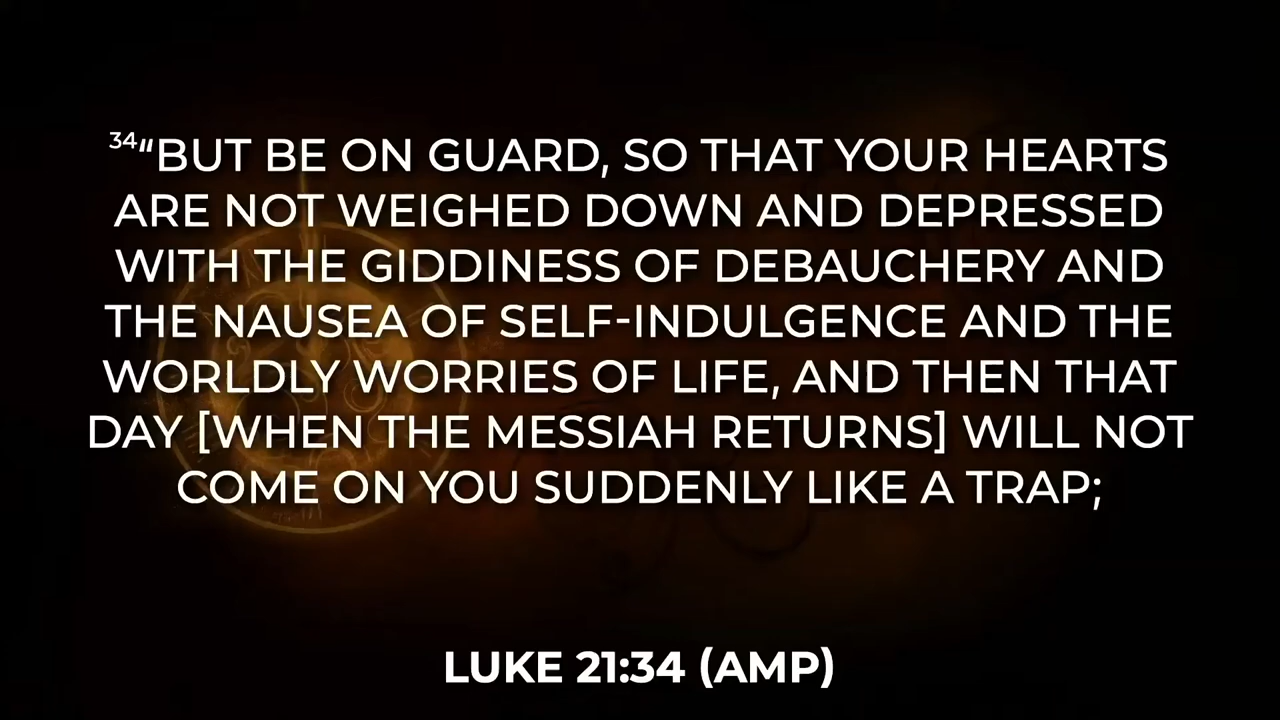 34"BUT BE ON GUARD, SO THAT YOUR HEARTS
ARE NOT WEIGHED DOWN AND DEPRESSED
WITH THE GIDDINESS OF DEBAUCHERY AND
THE NAUSEA OF SELF-INDULGENCE AND THE
WORLDLY WORRIES OF LIFE, AND THEN THAT
DAY [WHEN THE MESSIAH RETURNS] WILL NOT
COME ON YOU SUDDENLY LIKE A TRAP;
LUKE 21:34 (AMP)